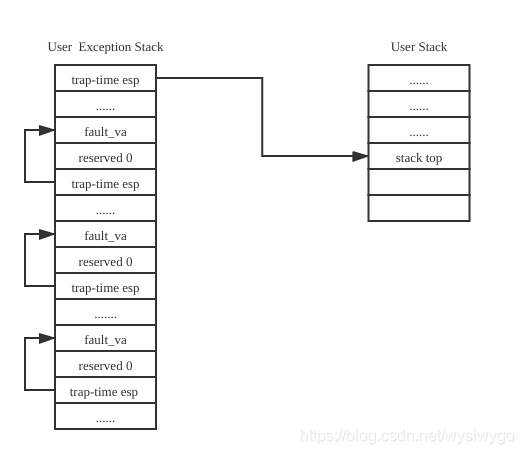 User Exception Stack
trap-time esp
......
fault_va
reserved 0
trap-time esp
......
fault_va
reserved 0
trap-time esp
.......
fault_va
reserved 0
trap-time esp
......
User Stack
......
......
......
stack top
https://blog.csdn.net/wysiwygo